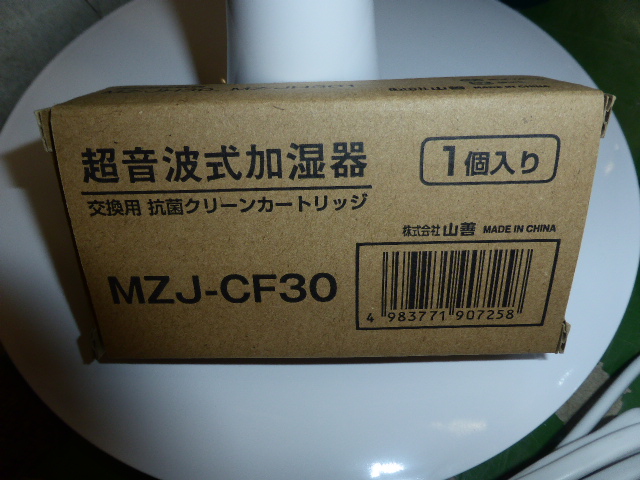 超音波式加湿器
1個入り
交換用 抗菌クリーンカートリッジ
株式会社 山善 MADE IN CHINA
MZJ-CF30
4 983771 907258